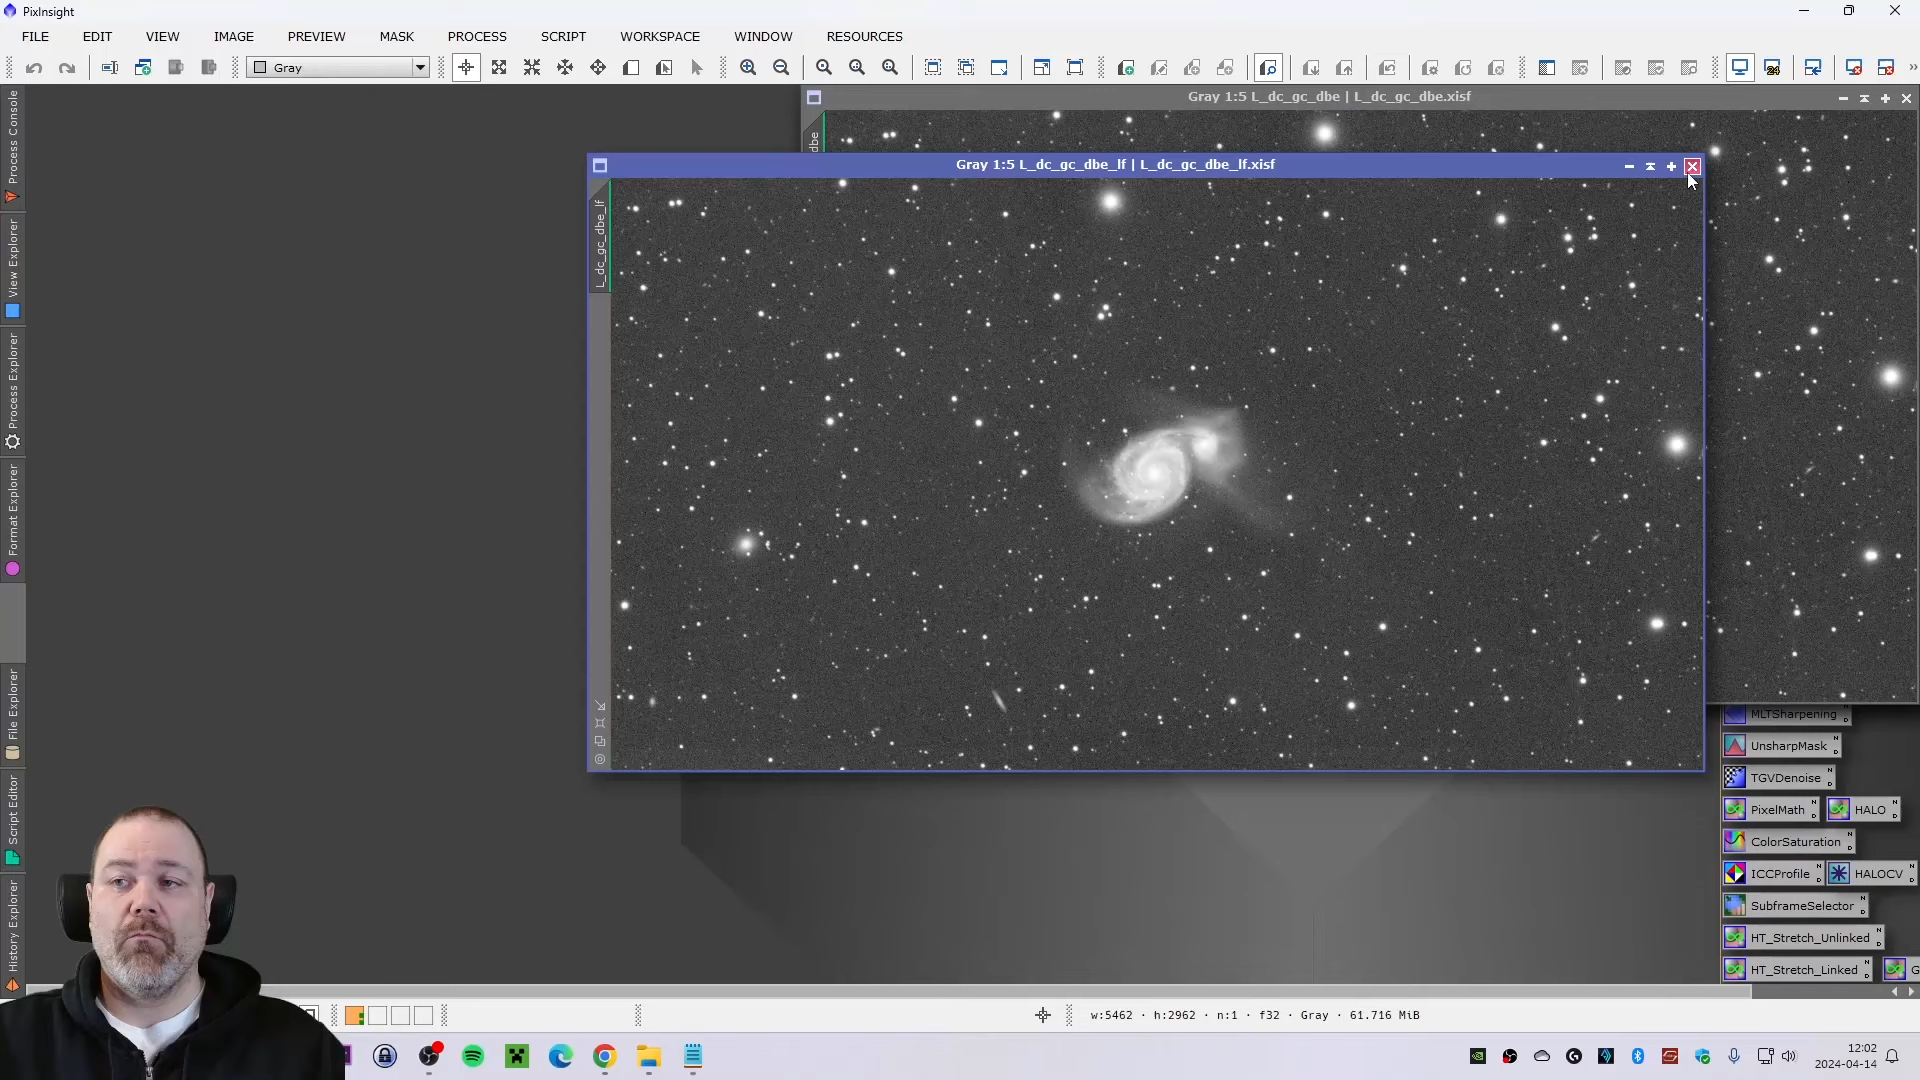 PixInsight
FILE EDIT VIEW IMAGE PREVIEW MASK PROCESS SCRIPT WORKSPACE WINDOW RESOURCES
Gray
24
Gray 1:5 L_dc_gc_dbe | L_dc_gc_dbe.xisf
dbe
Gray 1:5 L_dc_gc_dbe_lf | L_dc_gc_dbe_lf.xisf
L_dc_gc_dbe_lf
Process Console
View Explorer
Process Explorer
Format Explorer
File Explorer
Script Editor
History Explorer
MLTSharpening
UnsharpMask
TGVDenoise
PixelMath HALO
ColorSaturation
ICCProfile HALOCV
SubframeSelector
HT_Stretch_Unlinked
HT_Stretch_Linked G
w:5462 · h:2962 · n:1 · f32 · Gray · 61.716 MiB
12:02
2024-04-14